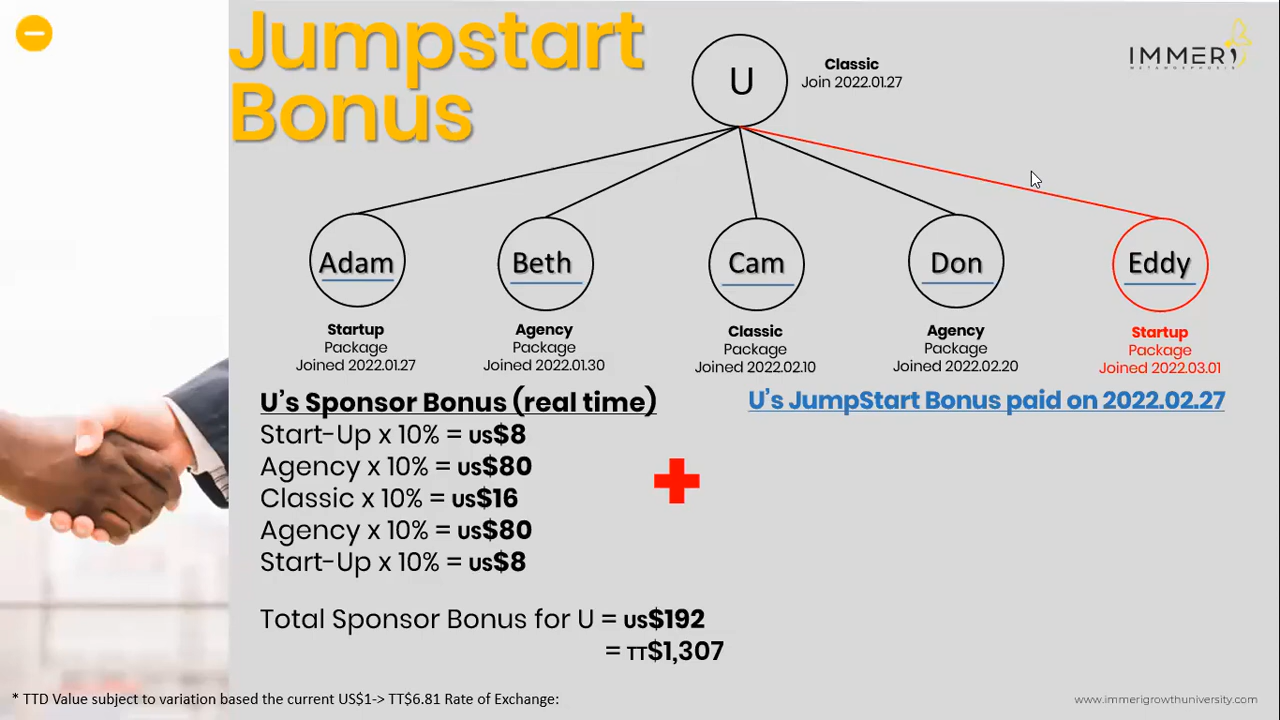 Jumpstart
Bonus
U
Classic
Join 2022.01.27
IMMERI
Adam
Beth
Cam
Don
Eddy
Startup
Package
Joined 2022.01.27
Agency
Package
Joined 2022.01.30
Classic
Package
Joined 2022.02.10
Agency
Package
Joined 2022.02.20
Startup
Package
Joined 2022.03.01
U's Sponsor Bonus (real time)
Start-Up x 10% = US$8
Agency x 10% = US$80
Classic x 10% = US$16
Agency x 10% = US$80
Start-Up x 10% = US$8
Total Sponsor Bonus for U = US$192
= TT$1,307
U's JumpStart Bonus paid on 2022.02.27
* TTD Value subject to variation based the current US$1-> TT$6.81 Rate of Exchange:
www.immerigrowthuniversity.com